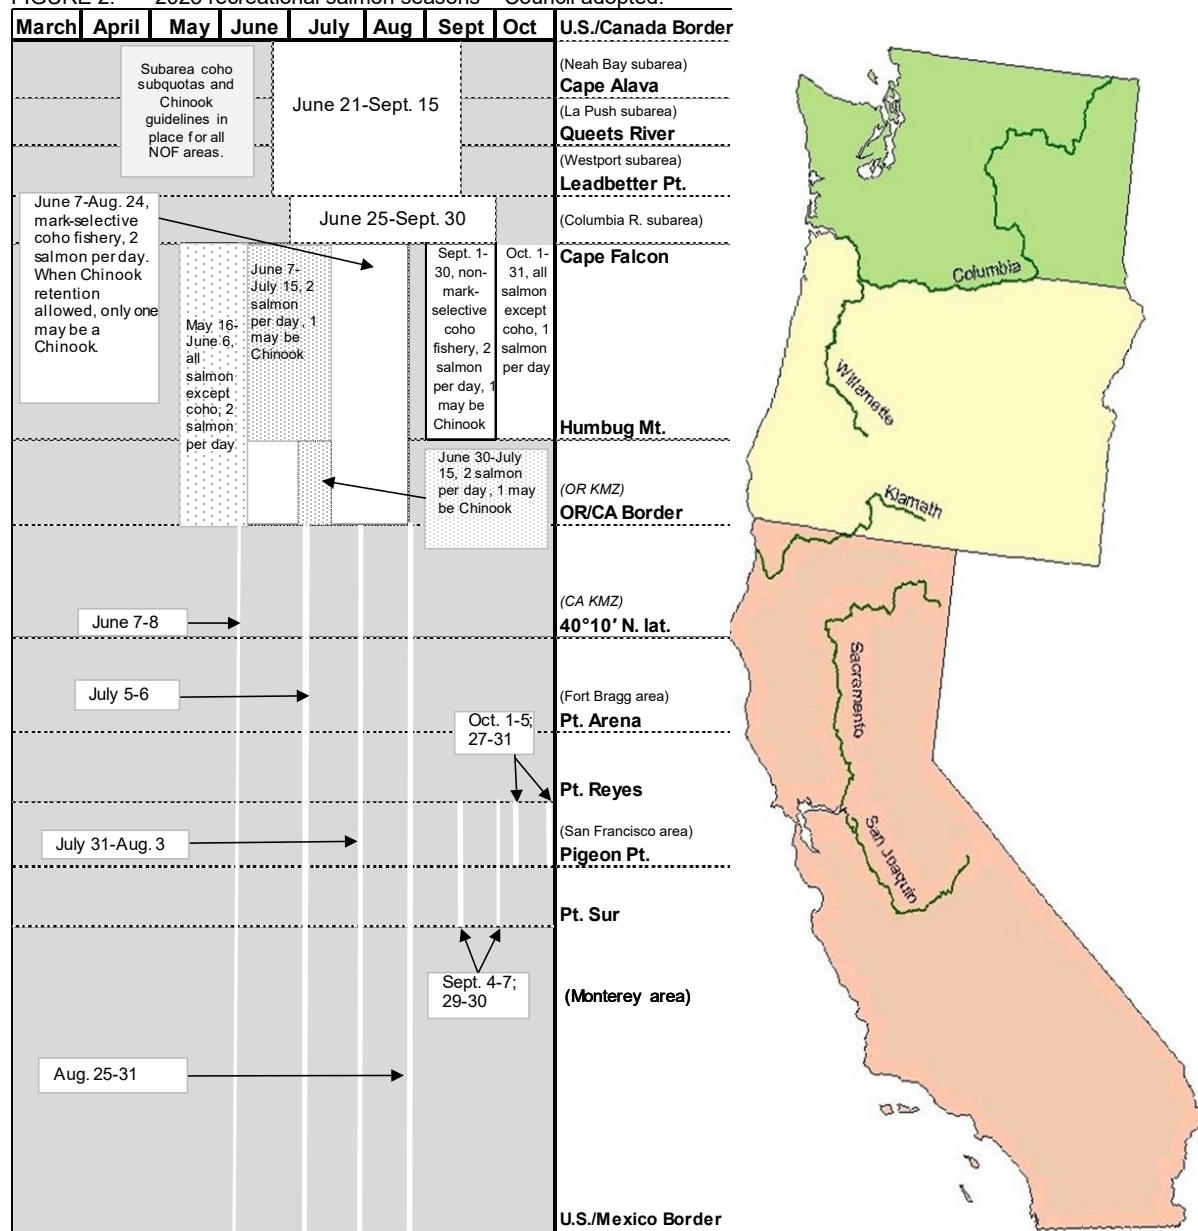 FIGURE 2. 2025 recreational salmon seasons – Council adopted.
March April May June July Aug Sept Oct U.S./Canada Border
Subarea coho
subquotas and
Chinook
guidelines in
place for all
NOF areas.
June 21-Sept. 15
(Neah Bay subarea)
Cape Alava
(La Push subarea)
Queets River
(Westport subarea)
Leadbetter Pt.
June 7-Aug. 24,
mark-selective
coho fishery, 2
salmon per day.
When Chinook
retention
allowed, only one
may be a
Chinook.
June 25-Sept. 30
(Columbia R. subarea)
Cape Falcon
May 16-
June 6,
all
salmon
except
coho, 2
salmon
per day
June 7-
July 15, 2
salmon
per day, 1
may be
Chinook
Sept. 1-
30, non-
mark-
selective
coho
fishery, 2
salmon
per day, 1
may be
Chinook
Oct. 1-
31, all
salmon
except
coho, 1
salmon
per day
Humbug Mt.
June 30-July
15, 2 salmon
per day, 1 may
be Chinook
(OR KMZ)
OR/CA Border
June 7-8
(CA KMZ)
40°10′ N. lat.
July 5-6
(Fort Bragg area)
Pt. Arena
Oct. 1-5;
27-31
Pt. Reyes
July 31-Aug. 3
(San Francisco area)
Pigeon Pt.
Pt. Sur
Sept. 4-7;
29-30
(Monterey area)
Aug. 25-31
U.S./Mexico Border
Columbia
Willamette
Klamath
Sacramento
San Joaquin